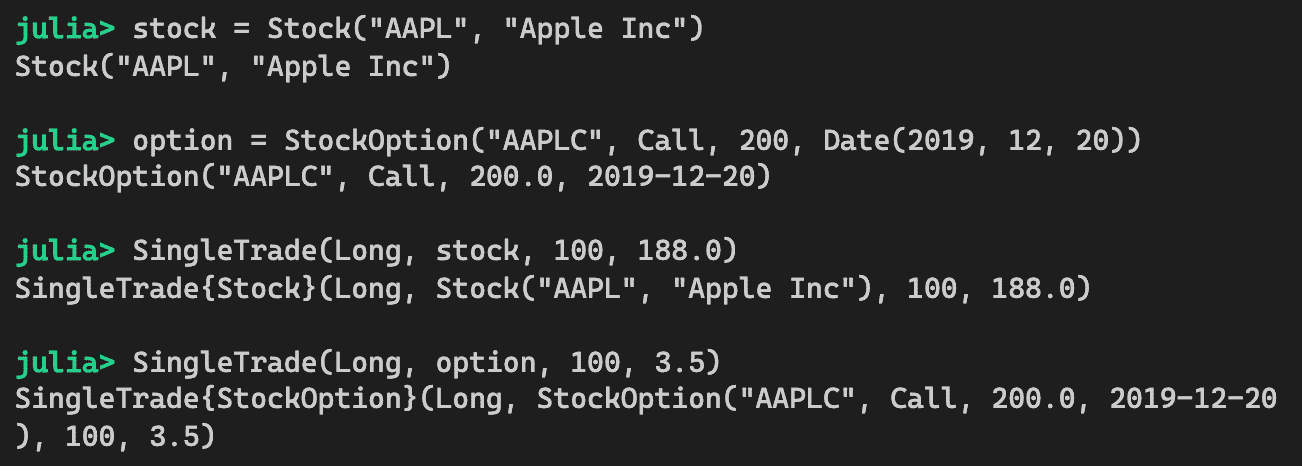 julia> stock = Stock("AAPL", "Apple Inc")
Stock("AAPL", "Apple Inc")
julia> option = StockOption("AAPLC", Call, 200, Date(2019, 12, 20))
StockOption("AAPLC", Call, 200.0, 2019-12-20)
julia> SingleTrade(Long, stock, 100, 188.0)
SingleTrade{Stock}(Long, Stock("AAPL", "Apple Inc"), 100, 188.0)
julia> SingleTrade(Long, option, 100, 3.5)
SingleTrade{StockOption}(Long, StockOption("AAPLC", Call, 200.0, 2019-12-20
), 100, 3.5)